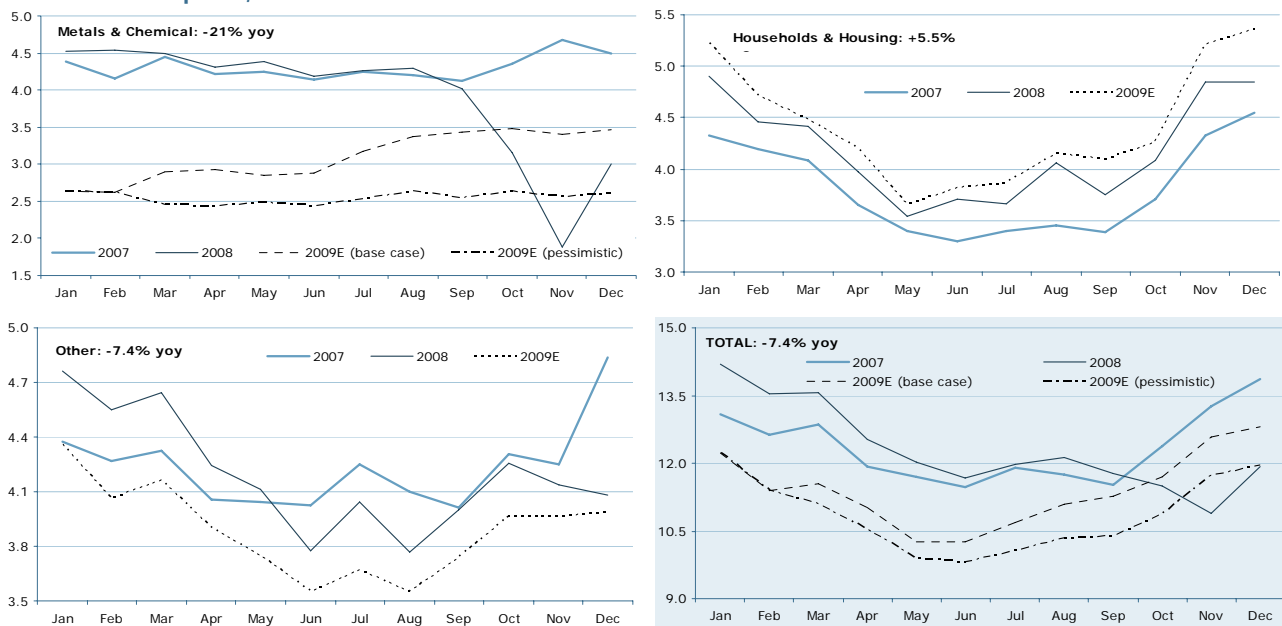 Metals & Chemical: -21% yoy
5.0
4.5
4.0
3.5
3.0
2.5
2.0
1.5
2007 2008 2009E (base case) 2009E (pessimistic)
Jan Feb Mar Apr May Jun Jul Aug Sep Oct Nov Dec
Households & Housing: +5.5%
5.5
5.0
4.5
4.0
3.5
3.0
2007 2008 2009E
Jan Feb Mar Apr May Jun Jul Aug Sep Oct Nov Dec
Other: -7.4% yoy
5.0
4.7
4.4
4.1
3.8
3.5
2007 2008 2009E
Jan Feb Mar Apr May Jun Jul Aug Sep Oct Nov Dec
TOTAL: -7.4% yoy
15.0
13.5
12.0
10.5
9.0
2007 2008
2009E (base case) 2009E (pessimistic)
Jan Feb Mar Apr May Jun Jul Aug Sep Oct Nov Dec